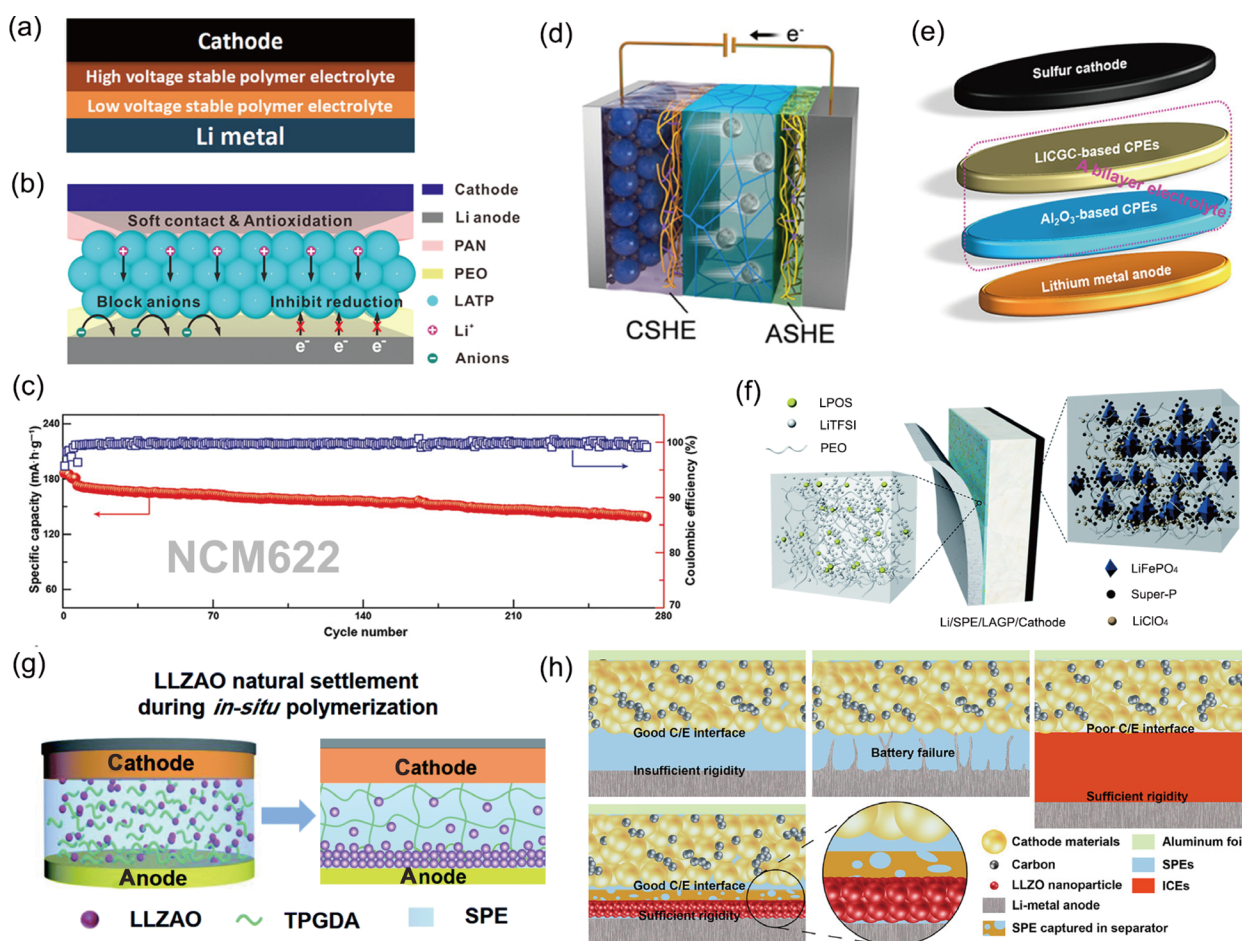 (a)
Cathode
High voltage stable polymer electrolyte
Low voltage stable polymer electrolyte
Li metal
(b)
Soft contact & Antioxidation
Block anions
Inhibit reduction
e⁻ e⁻ e⁻
Cathode
Li anode
PAN
PEO
LATP
Li⁺
Anions
(c)
Specific capacity (mA·h·g⁻¹)
240
180
150
120
60
NCM622
0
70
140
210
280
Cycle number
100
90
80
70
Coulombic efficiency (%)
(d)
e⁻
CSHE
ASHE
(e)
Sulfur cathode
LICGC-based CPEs
A bilayer electrolyte
Al₂O₃-based CPEs
Lithium metal anode
(f)
LPOS
LiTFSI
PEO
Li/SPE/LAGP/Cathode
LiFePO₄
Super-P
LiClO₄
(g)
LLZAO natural settlement
during in-situ polymerization
Cathode
Anode
Cathode
Anode
LLZAO
TPGDA
SPE
(h)
Good C/E interface
Insufficient rigidity
Battery failure
Poor C/E interface
Sufficient rigidity
Good C/E interface
Sufficient rigidity
Cathode materials
Carbon
LLZO nanoparticle
Li-metal anode
SPE captured in separator
Aluminum foi
SPEs
ICEs